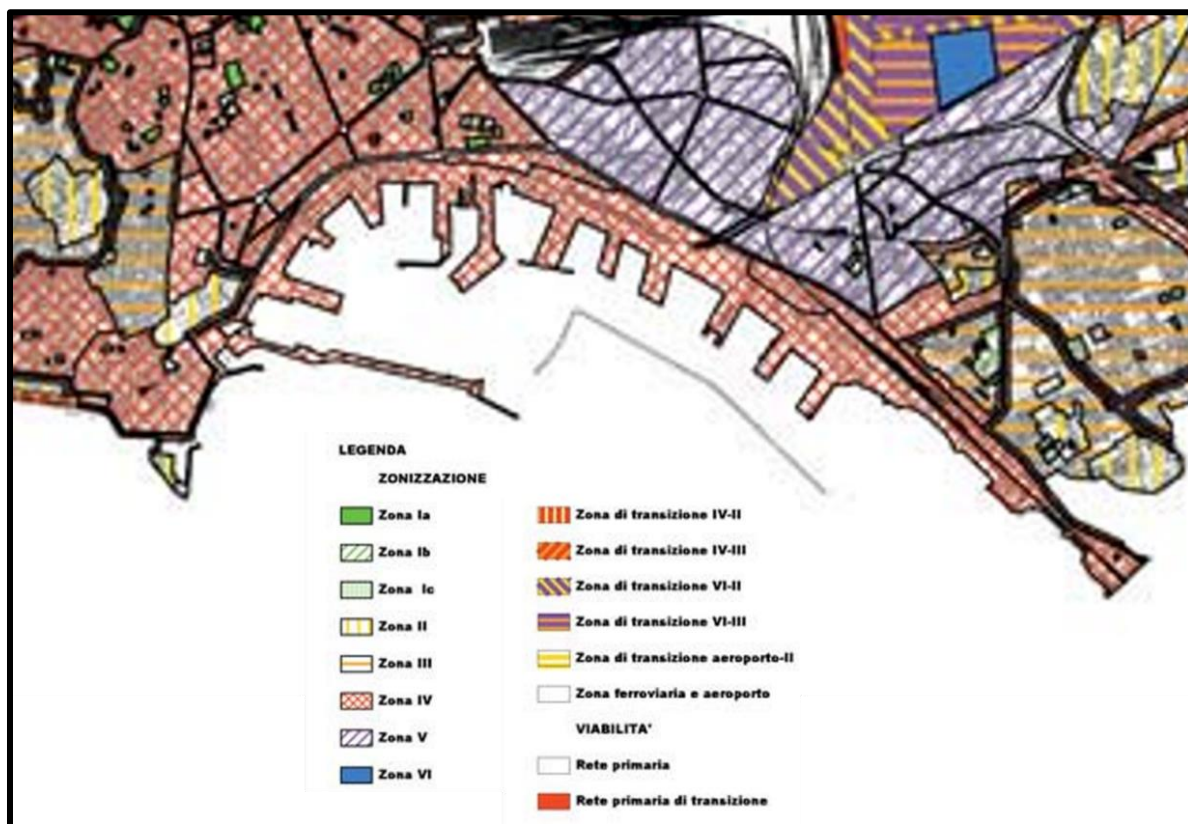 LEGENDA
ZONIZZAZIONE
Zona Ia
Zona Ib
Zona Ic
Zona II
Zona III
Zona IV
Zona V
Zona VI
Zona di transizione IV-II
Zona di transizione IV-III
Zona di transizione VI-II
Zona di transizione VI-III
Zona di transizione aeroporto-II
Zona ferroviaria e aeroporto
VIABILITA'
Rete primaria
Rete primaria di transizione